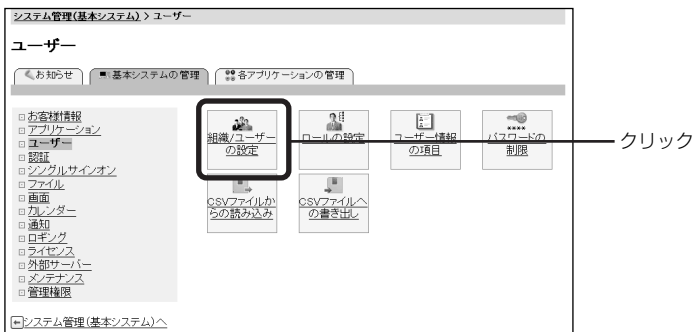 システム管理(基本システム) > ユーザー
ユーザー
お知らせ
基本システムの管理
各アプリケーションの管理
お客様情報
アプリケーション
ユーザー
認証
シングルサインオン
ファイル
画面
カレンダー
通知
ロギング
ライセンス
外部サーバー
メンテナンス
管理権限
組織/ユーザー
の設定
ロールの設定
ユーザー情報
の項目
パスワードの
制限
クリック
CSVファイルか
らの読み込み
CSVファイルへ
の書き出し
システム管理(基本システム)へ